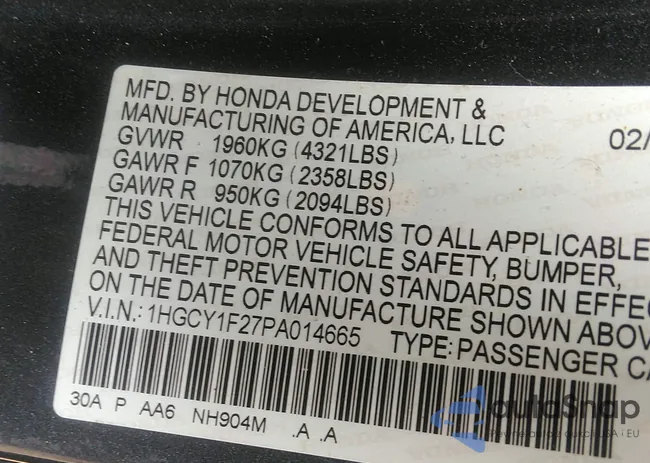 MFD. BY HONDA DEVELOPMENT &
MANUFACTURING OF AMERICA, LLC 02/
GVWR 1960KG (4321LBS)
GAWR F 1070KG (2358LBS)
GAWR R 950KG (2094LBS)
THIS VEHICLE CONFORMS TO ALL APPLICABLE
FEDERAL MOTOR VEHICLE SAFETY, BUMPER,
AND THEFT PREVENTION STANDARDS IN EFFEC
ON THE DATE OF MANUFACTURE SHOWN ABOV
V.I.N.: 1HGCY1F27PA014665 TYPE: PASSENGER CA
30A P AA6 NH904M .A .A
autoSnap